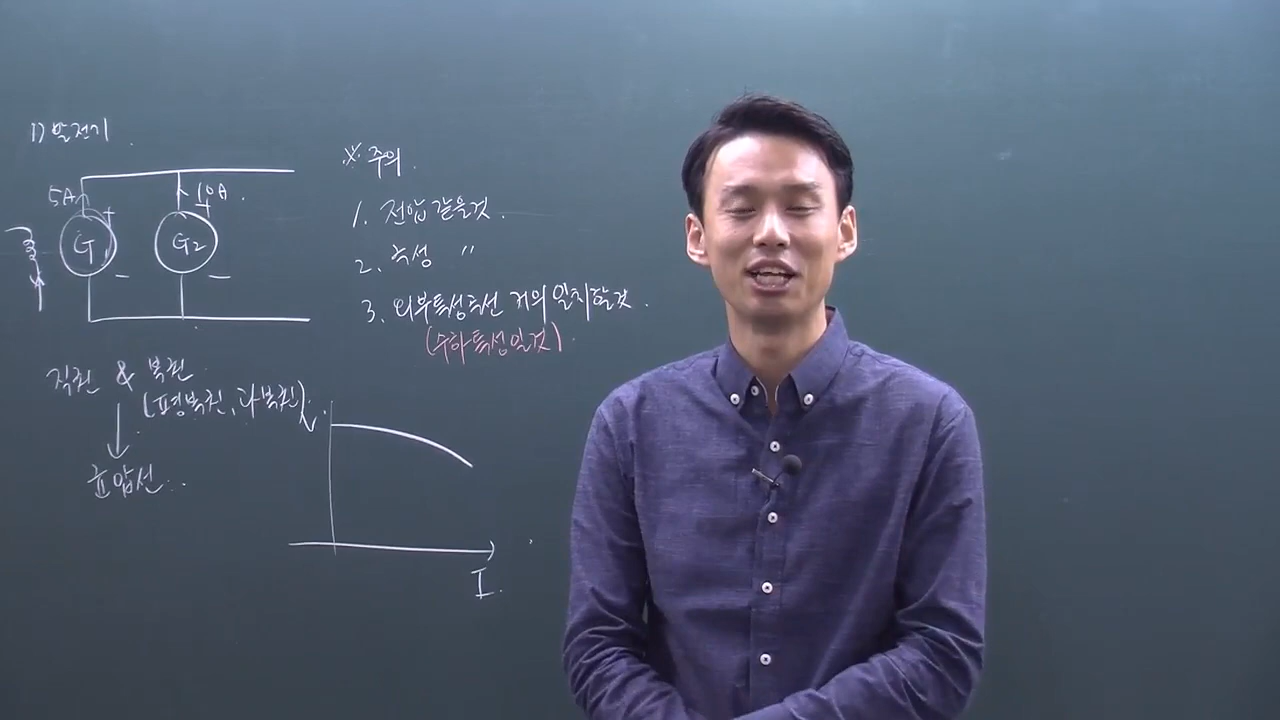 1) 발전기.
5A
10A.
+
+
G1
G2
−
−
직권 & 복권
(평복권, 과복권)
↓
균압선..
V
I.
※ 주의.
1. 전압 같을것.
2. 극성 〃
3. 외부특성곡선 거의 일치할것.
(수하특성일것).